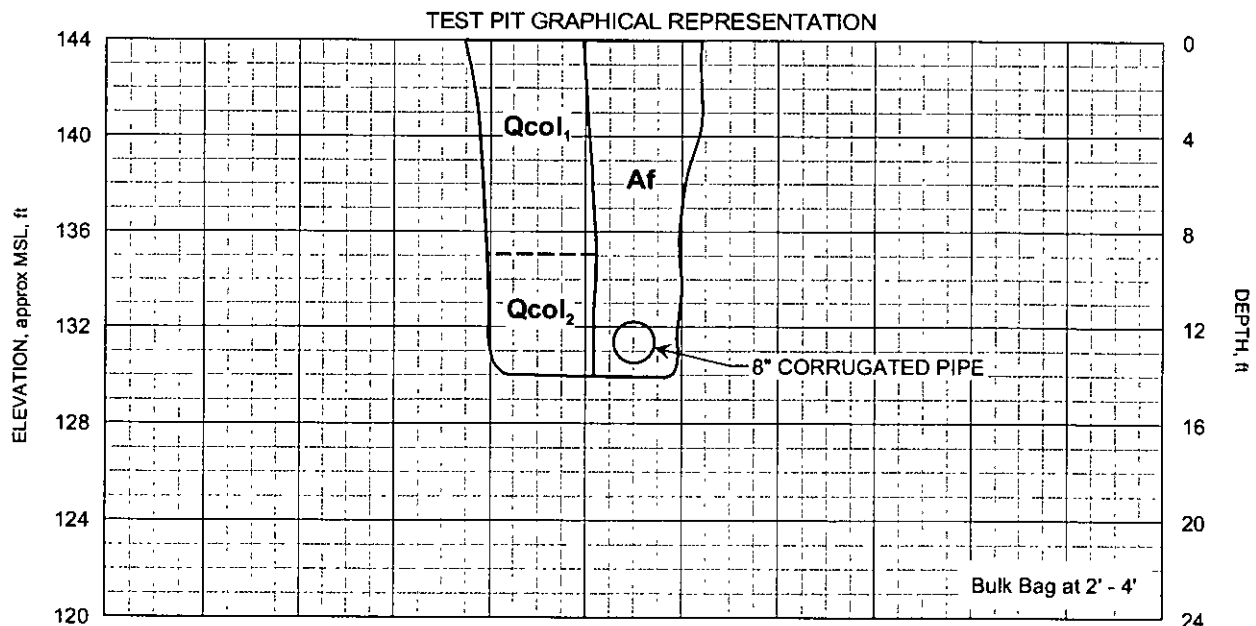 TEST PIT GRAPHICAL REPRESENTATION
144
140
136
132
128
124
120
ELEVATION, approx MSL, ft
Qcol₁
Af
Qcol₂
8" CORRUGATED PIPE
Bulk Bag at 2' - 4'
0
4
8
12
16
20
24
DEPTH, ft